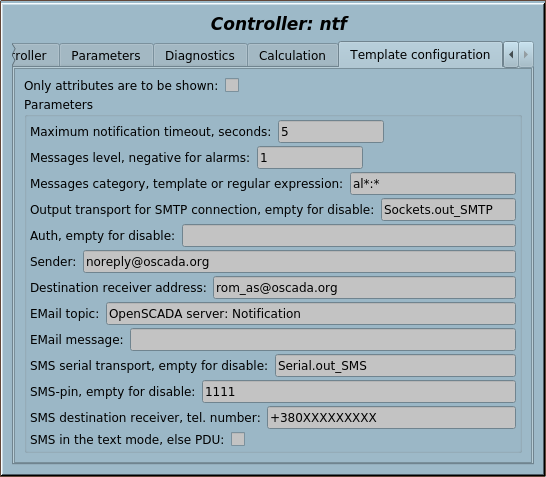 Controller: ntf
roller Parameters Diagnostics Calculation Template configuration
Only attributes are to be shown:
Parameters
Maximum notification timeout, seconds: 5
Messages level, negative for alarms: 1
Messages category, template or regular expression: al*:*
Output transport for SMTP connection, empty for disable: Sockets.out_SMTP
Auth, empty for disable:
Sender: noreply@oscada.org
Destination receiver address: rom_as@oscada.org
EMail topic: OpenSCADA server: Notification
EMail message:
SMS serial transport, empty for disable: Serial.out_SMS
SMS-pin, empty for disable: 1111
SMS destination receiver, tel. number: +380XXXXXXXXX
SMS in the text mode, else PDU: